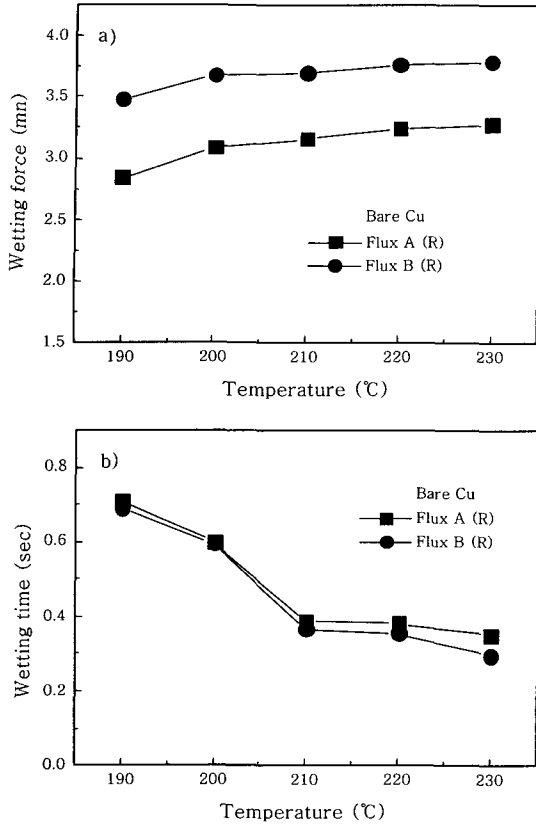 a)
4.0
3.5
3.0
2.5
2.0
1.5
Wetting force (mn)
Bare Cu
Flux A (R)
Flux B (R)
190 200 210 220 230
Temperature (℃)
b)
0.8
0.6
0.4
0.2
0.0
Wetting time (sec)
Bare Cu
Flux A (R)
Flux B (R)
190 200 210 220 230
Temperature (℃)